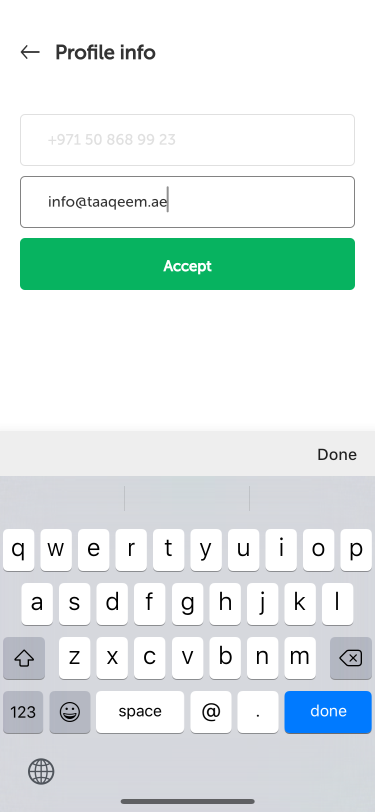 Profile info
+971 50 868 99 23
info@taaqeem.ae
Accept
Done
q w e r t y u i o p
a s d f g h j k l
z x c v b n m
123 space @ . done